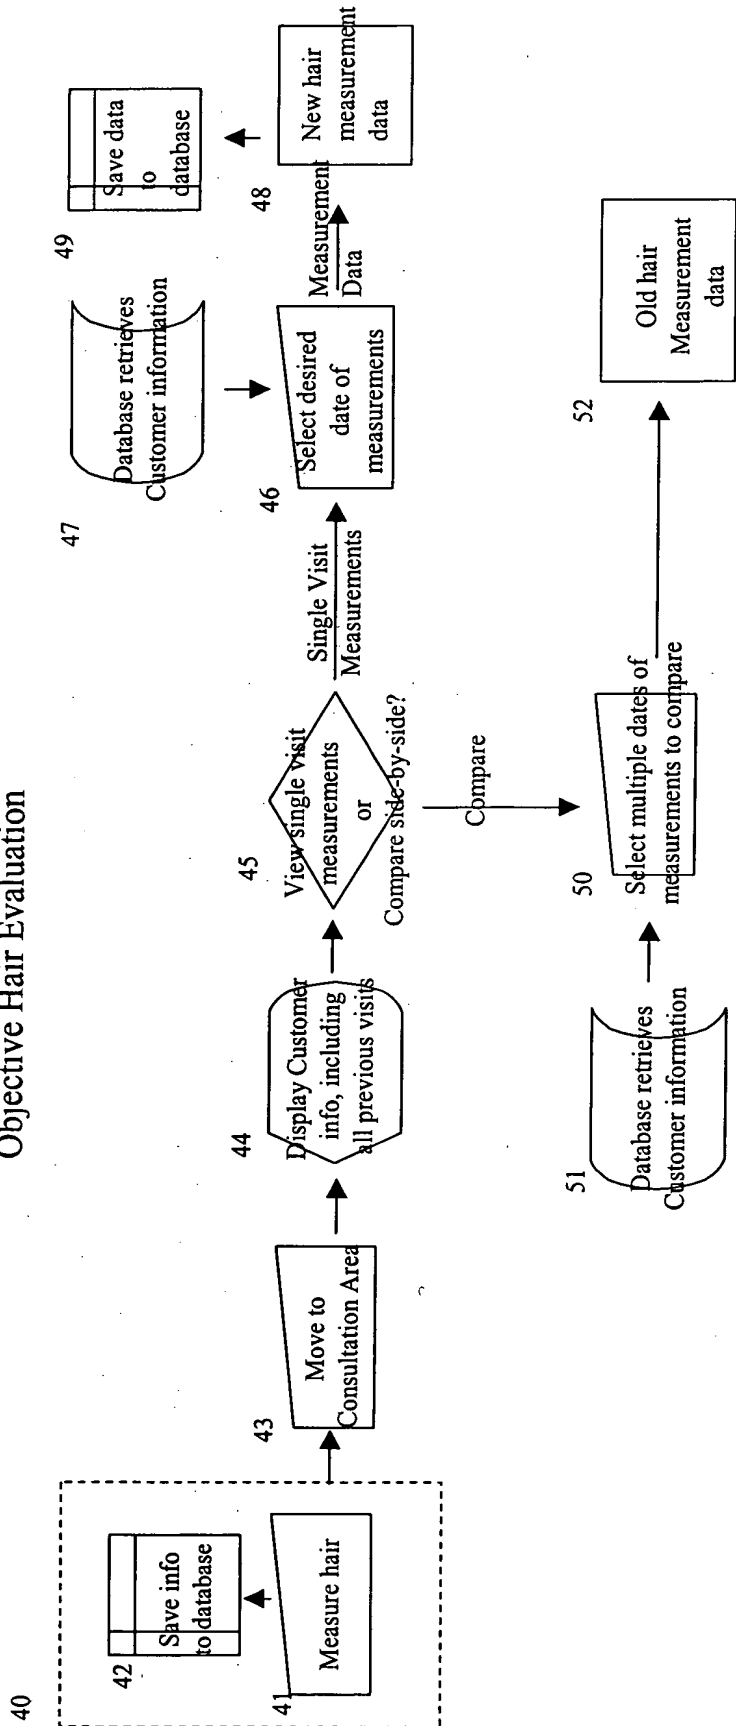 Objective Hair Evaluation
40
42
Save info
to database
41
Measure hair
43
Move to
Consultation Area
44
Display Customer
info, including
all previous visits
45
View single visit
measurements
or
Compare side-by-side?
Single Visit
Measurements
Compare
47
Database retrieves
Customer information
46
Select desired
date of
measurements
Measurement
Data
49
Save data
to
database
48
New hair
measurement
data
51
Database retrieves
Customer information
50
Select multiple dates of
measurements to compare
52
Old hair
Measurement
data